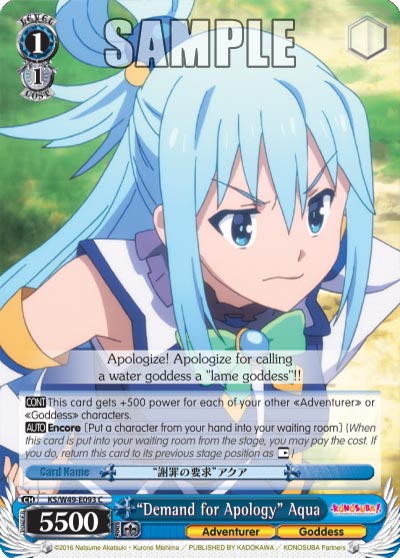 LEVEL
1
SAMPLE
1
COST
Apologize! Apologize for calling
a water goddess a "lame goddess"!!
CONT This card gets +500 power for each of your other «Adventurer» or
«Goddess» characters.
AUTO Encore [Put a character from your hand into your waiting room] (When
this card is put into your waiting room from the stage, you may pay the cost. If
you do, return this card to its previous stage position as REST)
Card Name
“謝罪の要求”アクア
CH
KS/W49-E093 C
POWER
5500
SOUL
“Demand for Apology” Aqua
KONOSUBA!
Adventurer
Goddess
©2016 Natsume Akatsuki・Kurone Mishima / PUBLISHED BY KADOKAWA / KONOSUBA Partners